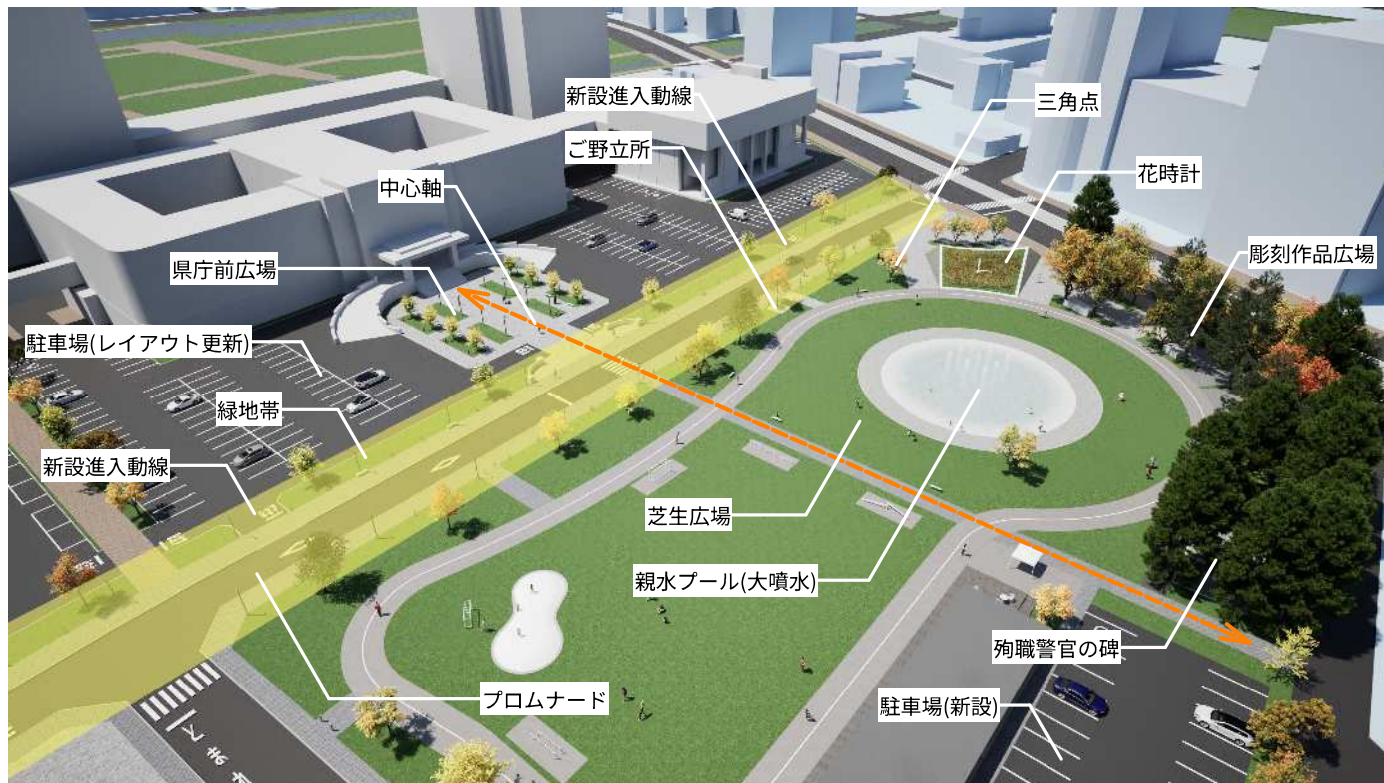 新設進入動線
三角点
ご野立所
花時計
中心軸
彫刻作品広場
県庁前広場
駐車場(レイアウト更新)
緑地帯
新設進入動線
芝生広場
親水プール(大噴水)
殉職警官の碑
プロムナード
駐車場(新設)